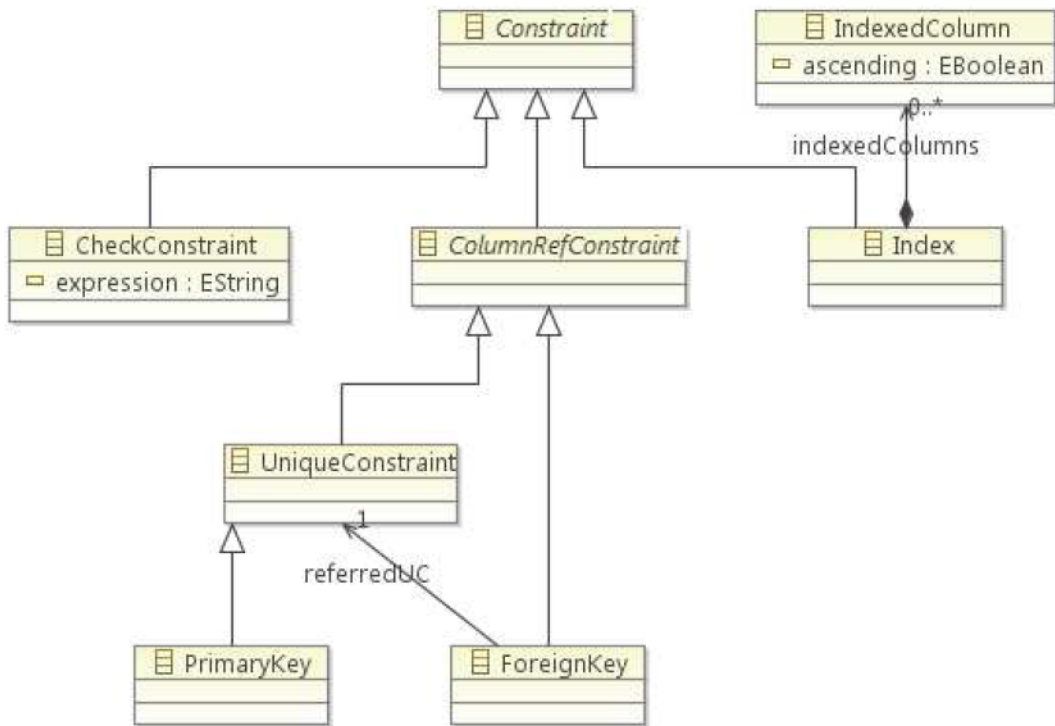 Constraint
IndexedColumn
ascending : EBoolean
0..*
indexedColumns
CheckConstraint
expression : EString
ColumnRefConstraint
Index
UniqueConstraint
1
referredUC
PrimaryKey
ForeignKey